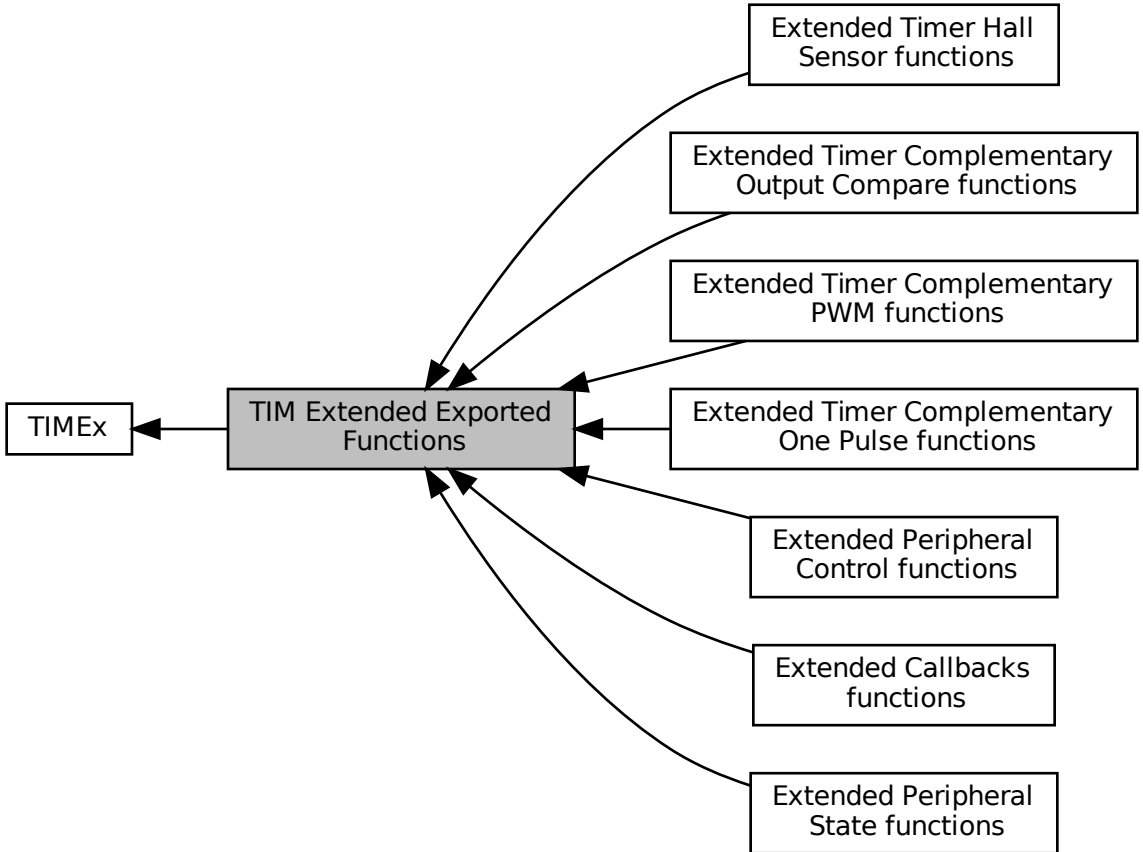 Extended Timer Hall
Sensor functions
Extended Timer Complementary
Output Compare functions
Extended Timer Complementary
PWM functions
TIMEx
TIM Extended Exported
Functions
Extended Timer Complementary
One Pulse functions
Extended Peripheral
Control functions
Extended Callbacks
functions
Extended Peripheral
State functions